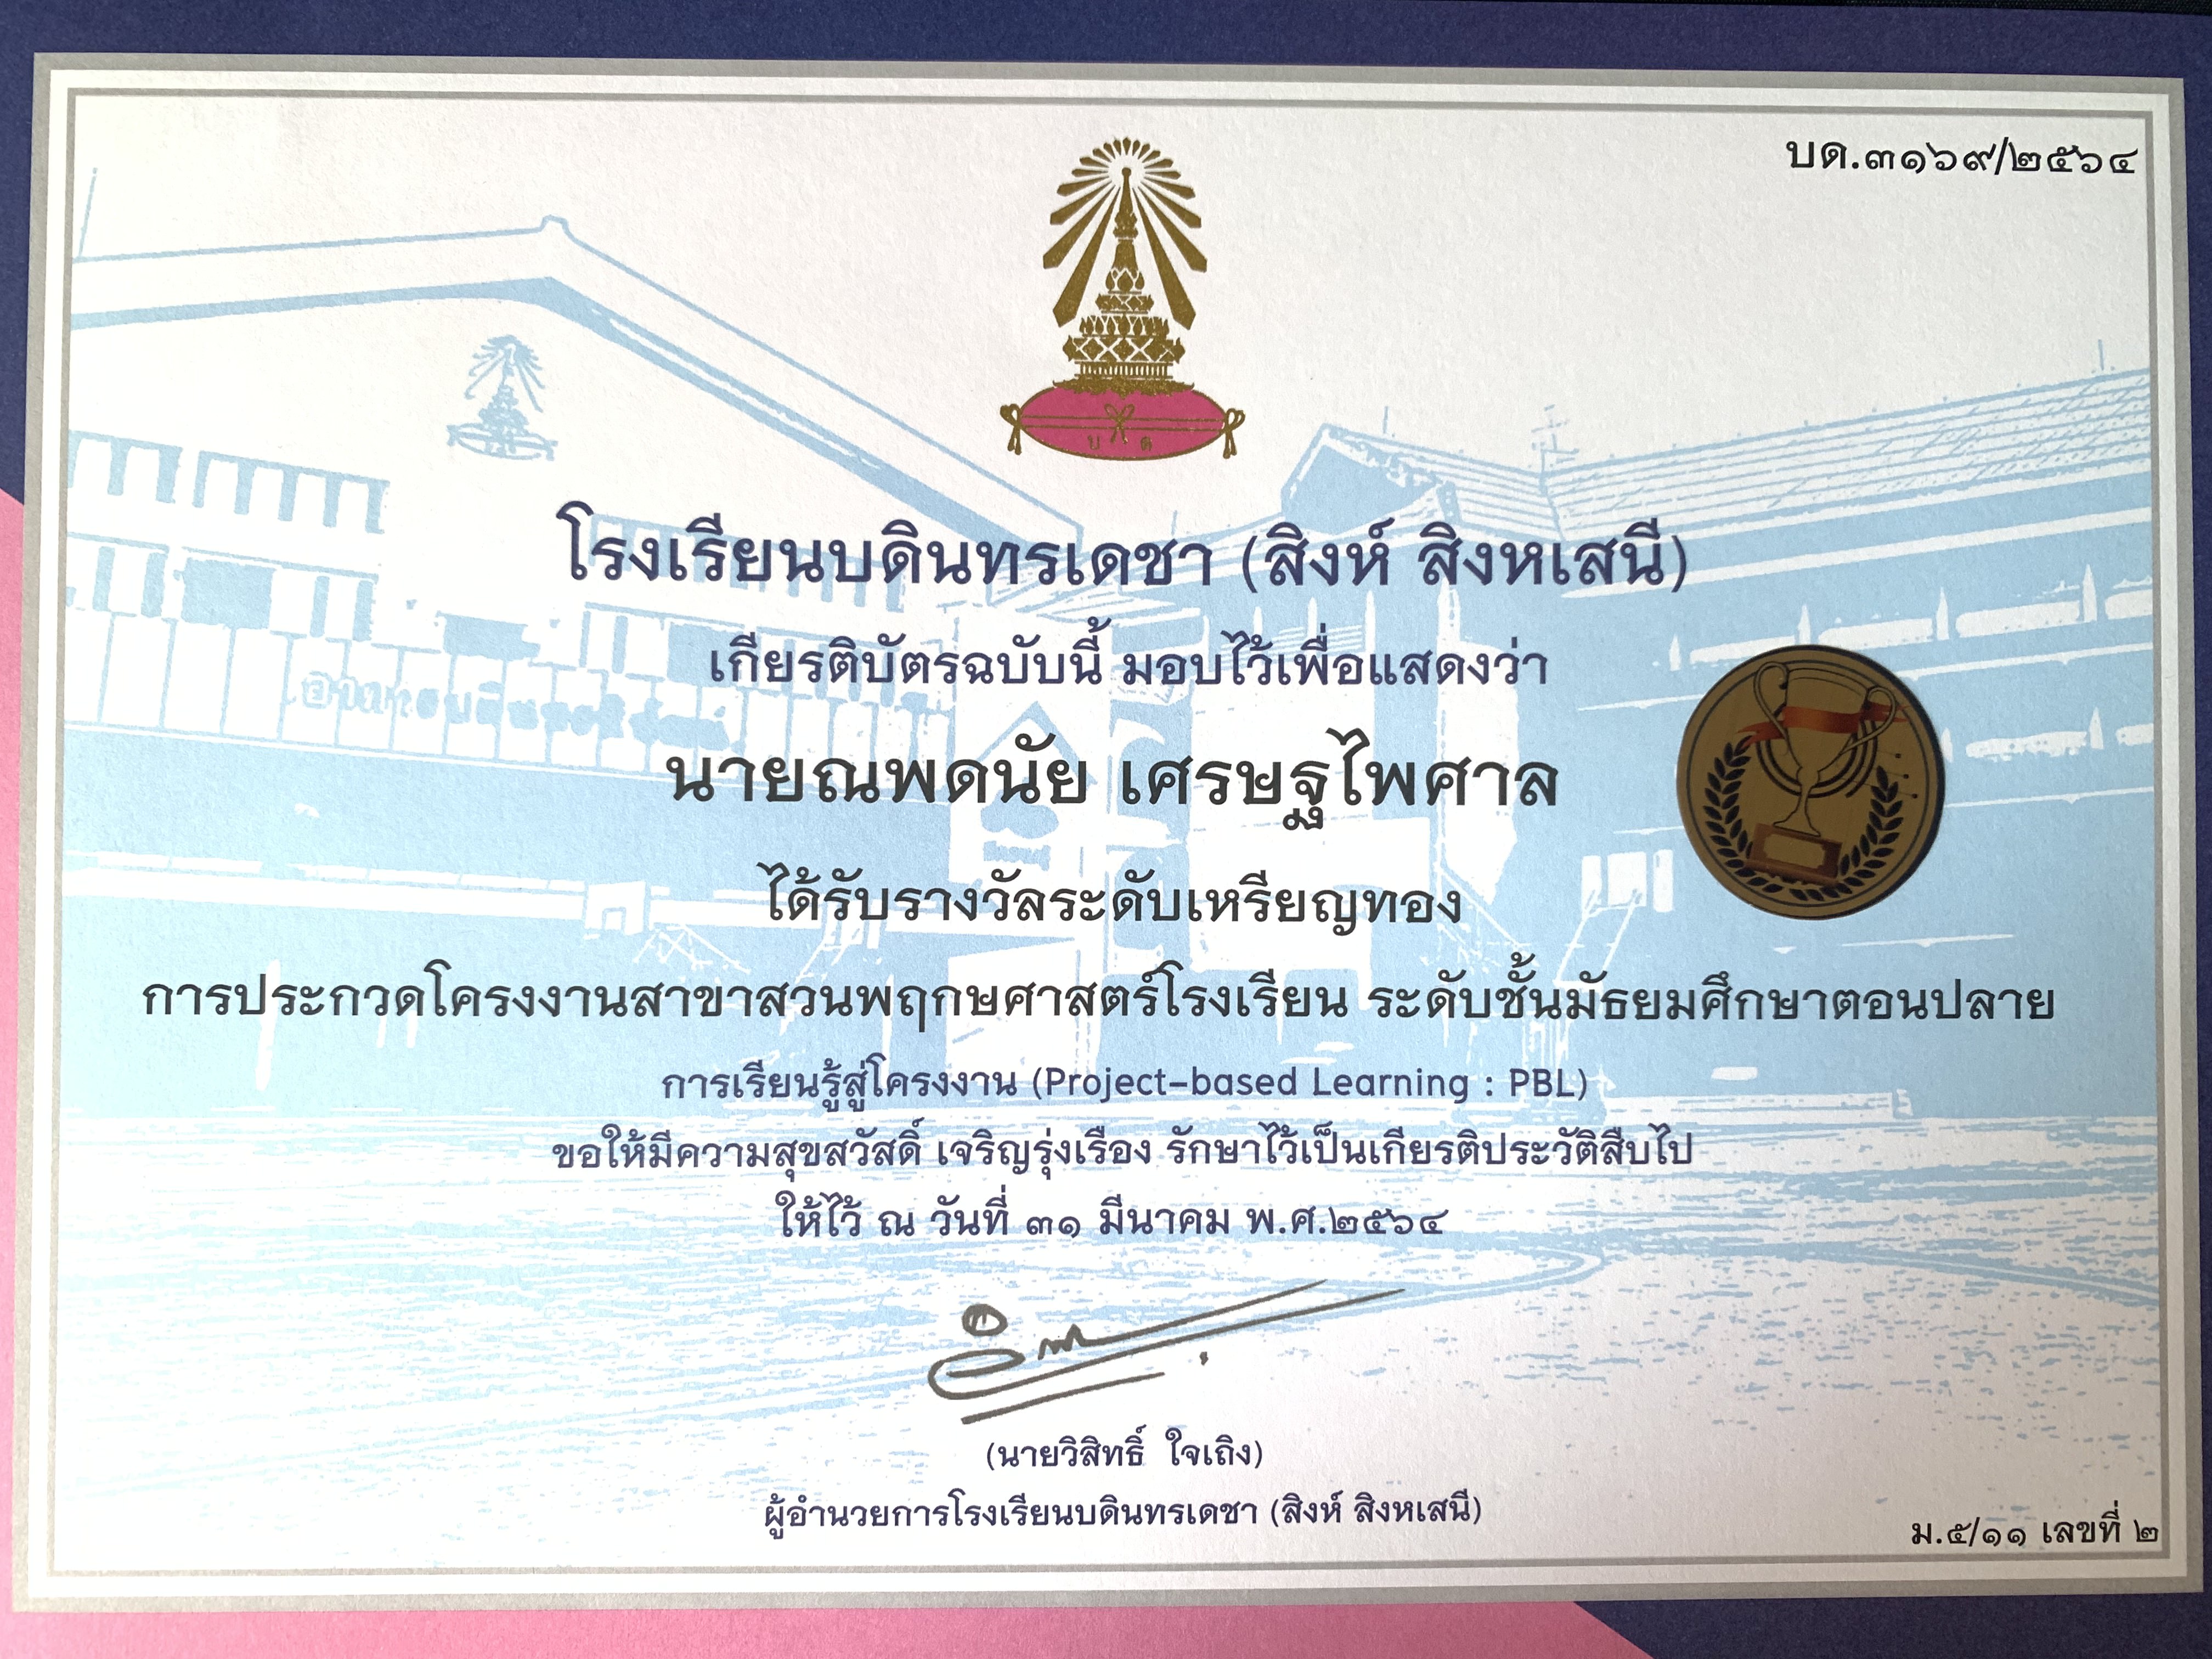 บด.๓๑๖๙/๒๕๖๔
บ ด
โรงเรียนบดินทรเดชา (สิงห์ สิงหเสนี)
เกียรติบัตรฉบับนี้ มอบไว้เพื่อแสดงว่า
นายณพดนัย เศรษฐไพศาล
ได้รับรางวัลระดับเหรียญทอง
การประกวดโครงงานสาขาสวนพฤกษศาสตร์โรงเรียน ระดับชั้นมัธยมศึกษาตอนปลาย
การเรียนรู้สู่โครงงาน (Project-based Learning : PBL)
ขอให้มีความสุขสวัสดิ์ เจริญรุ่งเรือง รักษาไว้เป็นเกียรติประวัติสืบไป
ให้ไว้ ณ วันที่ ๓๑ มีนาคม พ.ศ.๒๕๖๔
(นายวิสิทธิ์ ใจเถิง)
ผู้อำนวยการโรงเรียนบดินทรเดชา (สิงห์ สิงหเสนี)
ม.๕/๑๑ เลขที่ ๒